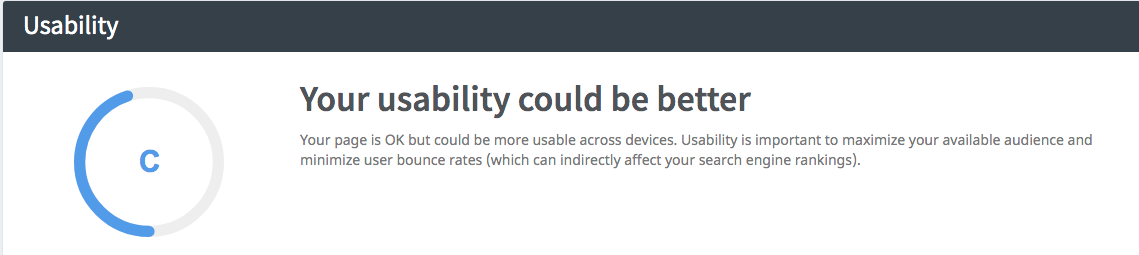 Usability
C
Your usability could be better
Your page is OK but could be more usable across devices. Usability is important to maximize your available audience and
minimize user bounce rates (which can indirectly affect your search engine rankings).